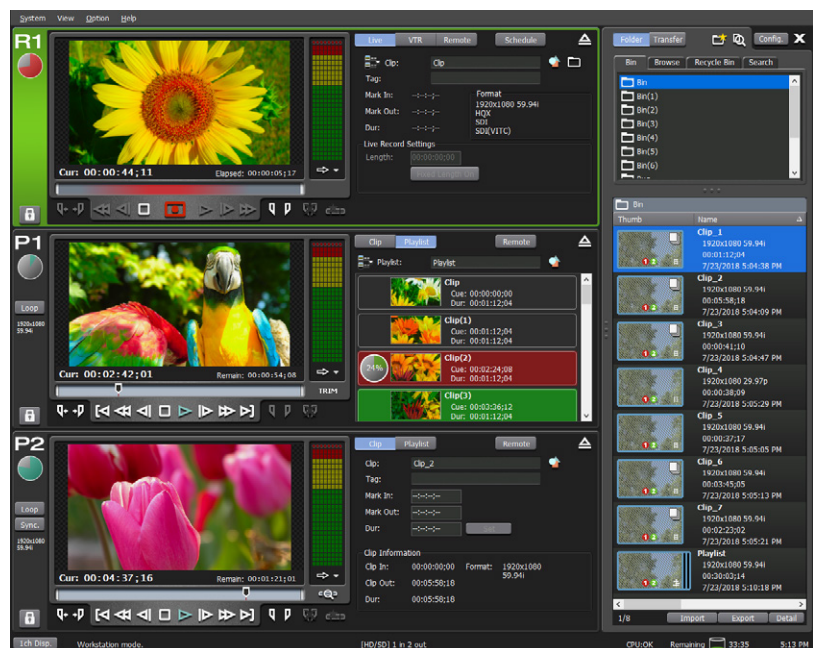 System View Option Help
R1
Cur: 00:00:44;11 Elapsed: 00:00:05;17
Live VTR Remote Schedule
Clip: Clip
Tag:
Mark In: --:--:--;--
Mark Out: --:--:--;--
Dur: --:--:--;--
Format
1920x1080 59.94i
HQX
SDI
SDI(VITC)
Live Record Settings
Length: 00:00:00;00
P1
Loop
1920x1080
59.94i
Cur: 00:02:42;01 Remain: 00:00:54;08
TRIM
Clip Playlist Remote
Playlist: Playlist
Clip
Cue: 00:00:00;00
Dur: 00:01:12;04
Clip(1)
Cue: 00:01:12;04
Dur: 00:01:12;04
24%
Clip(2)
Cue: 00:02:24;08
Dur: 00:01:12;04
Clip(3)
Cue: 00:03:36;12
Dur: 00:01:12;04
P2
Loop
Sync.
1920x1080
59.94i
Cur: 00:04:37;16 Remain: 00:01:21;01
Clip Playlist Remote
Clip: Clip_2
Tag:
Mark In: --:--:--;--
Mark Out: --:--:--;--
Dur: --:--:--;-- Set
Clip Information
Clip In: 00:00:00;00 Format: 1920x1080
59.94i
Clip Out: 00:05:58;18
Dur: 00:05:58;18
Folder Transfer Config. X
Bin Browse Recycle Bin Search
Bin
Bin(1)
Bin(2)
Bin(3)
Bin(4)
Bin(5)
Bin(6)
Bin
Thumb Name
Clip_1
1920x1080 59.94i
00:01:12;04
7/23/2018 5:04:38 PM
Clip_2
1920x1080 59.94i
00:05:58;18
7/23/2018 5:04:09 PM
Clip_3
1920x1080 59.94i
00:00:41;10
7/23/2018 5:04:47 PM
Clip_4
1920x1080 29.97p
00:00:38;09
7/23/2018 5:05:29 PM
Clip_5
1920x1080 59.94i
00:00:37;17
7/23/2018 5:05:05 PM
Clip_6
1920x1080 59.94i
00:03:45;05
7/23/2018 5:05:13 PM
Clip_7
1920x1080 59.94i
00:02:23;02
7/23/2018 5:05:21 PM
Playlist
1920x1080 59.94i
00:30:03;14
7/23/2018 5:10:18 PM
1/8 Import Export Detail
1ch Disp. Workstation mode. [HD/SD] 1 in 2 out CPU:OK Remaining 33:35 5:13 PM